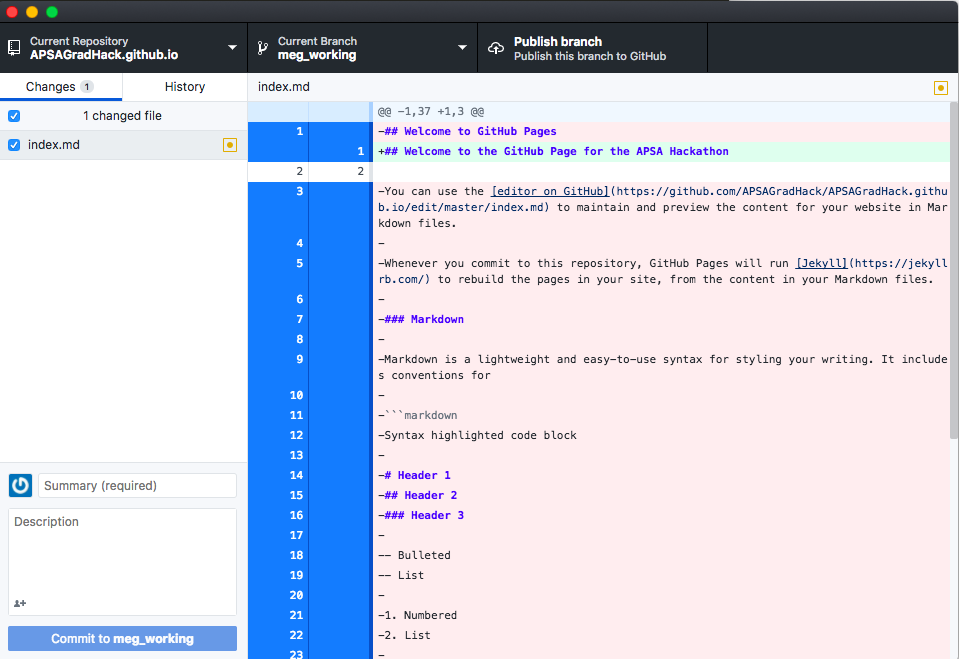 Current Repository
APSAGradHack.github.io
Current Branch
meg_working
Publish branch
Publish this branch to GitHub
Changes 1
History
1 changed file
index.md
Summary (required)
Description
Commit to meg_working
index.md
@@ -1,37 +1,3 @@
1 -## Welcome to GitHub Pages
1 +## Welcome to the GitHub Page for the APSA Hackathon
2 2
3 -You can use the [editor on GitHub](https://github.com/APSAGradHack/APSAGradHack.githu
b.io/edit/master/index.md) to maintain and preview the content for your website in Mar
kdown files.
4 -
5 -Whenever you commit to this repository, GitHub Pages will run [Jekyll](https://jekyll
rb.com/) to rebuild the pages in your site, from the content in your Markdown files.
6 -
7 -### Markdown
8 -
9 -Markdown is a lightweight and easy-to-use syntax for styling your writing. It include
s conventions for
10 -
11 -```markdown
12 -Syntax highlighted code block
13 -
14 -# Header 1
15 -## Header 2
16 -### Header 3
17 -
18 -- Bulleted
19 -- List
20 -
21 -1. Numbered
22 -2. List
23 -